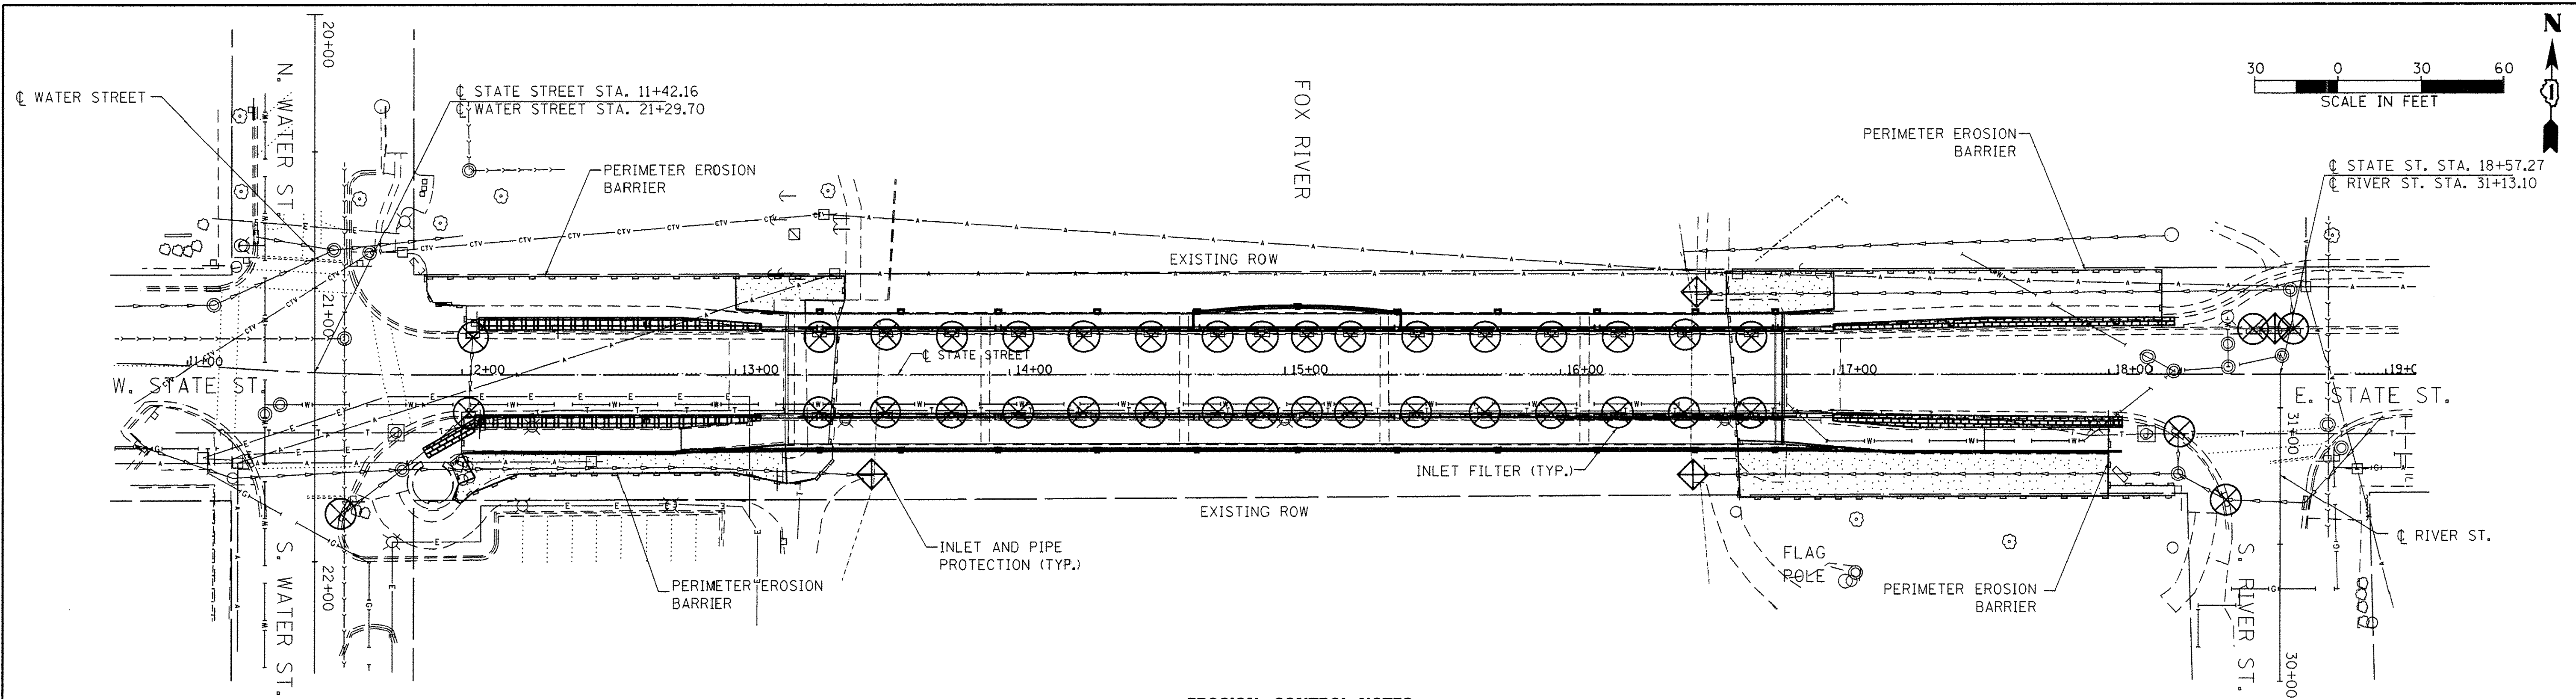 N
1
30 0 30 60
SCALE IN FEET
20+00
N. WATER ST.
℄ WATER STREET
℄ STATE STREET STA. 11+42.16
℄ WATER STREET STA. 21+29.70
PERIMETER EROSION
BARRIER
FOX RIVER
PERIMETER EROSION
BARRIER
℄ STATE ST. STA. 18+57.27
℄ RIVER ST. STA. 31+13.10
EXISTING ROW
21+00
11+00
12+00
13+00
℄ STATE STREET
14+00
15+00
16+00
17+00
18+00
W. STATE ST.
E. STATE ST.
31+00
INLET FILTER (TYP.)
EXISTING ROW
℄ RIVER ST.
INLET AND PIPE
PROTECTION (TYP.)
FLAG
POLE
PERIMETER EROSION
BARRIER
PERIMETER EROSION
BARRIER
22+00
S. WATER ST.
S. RIVER ST.
30+00
EROSION CONTROL NOTES